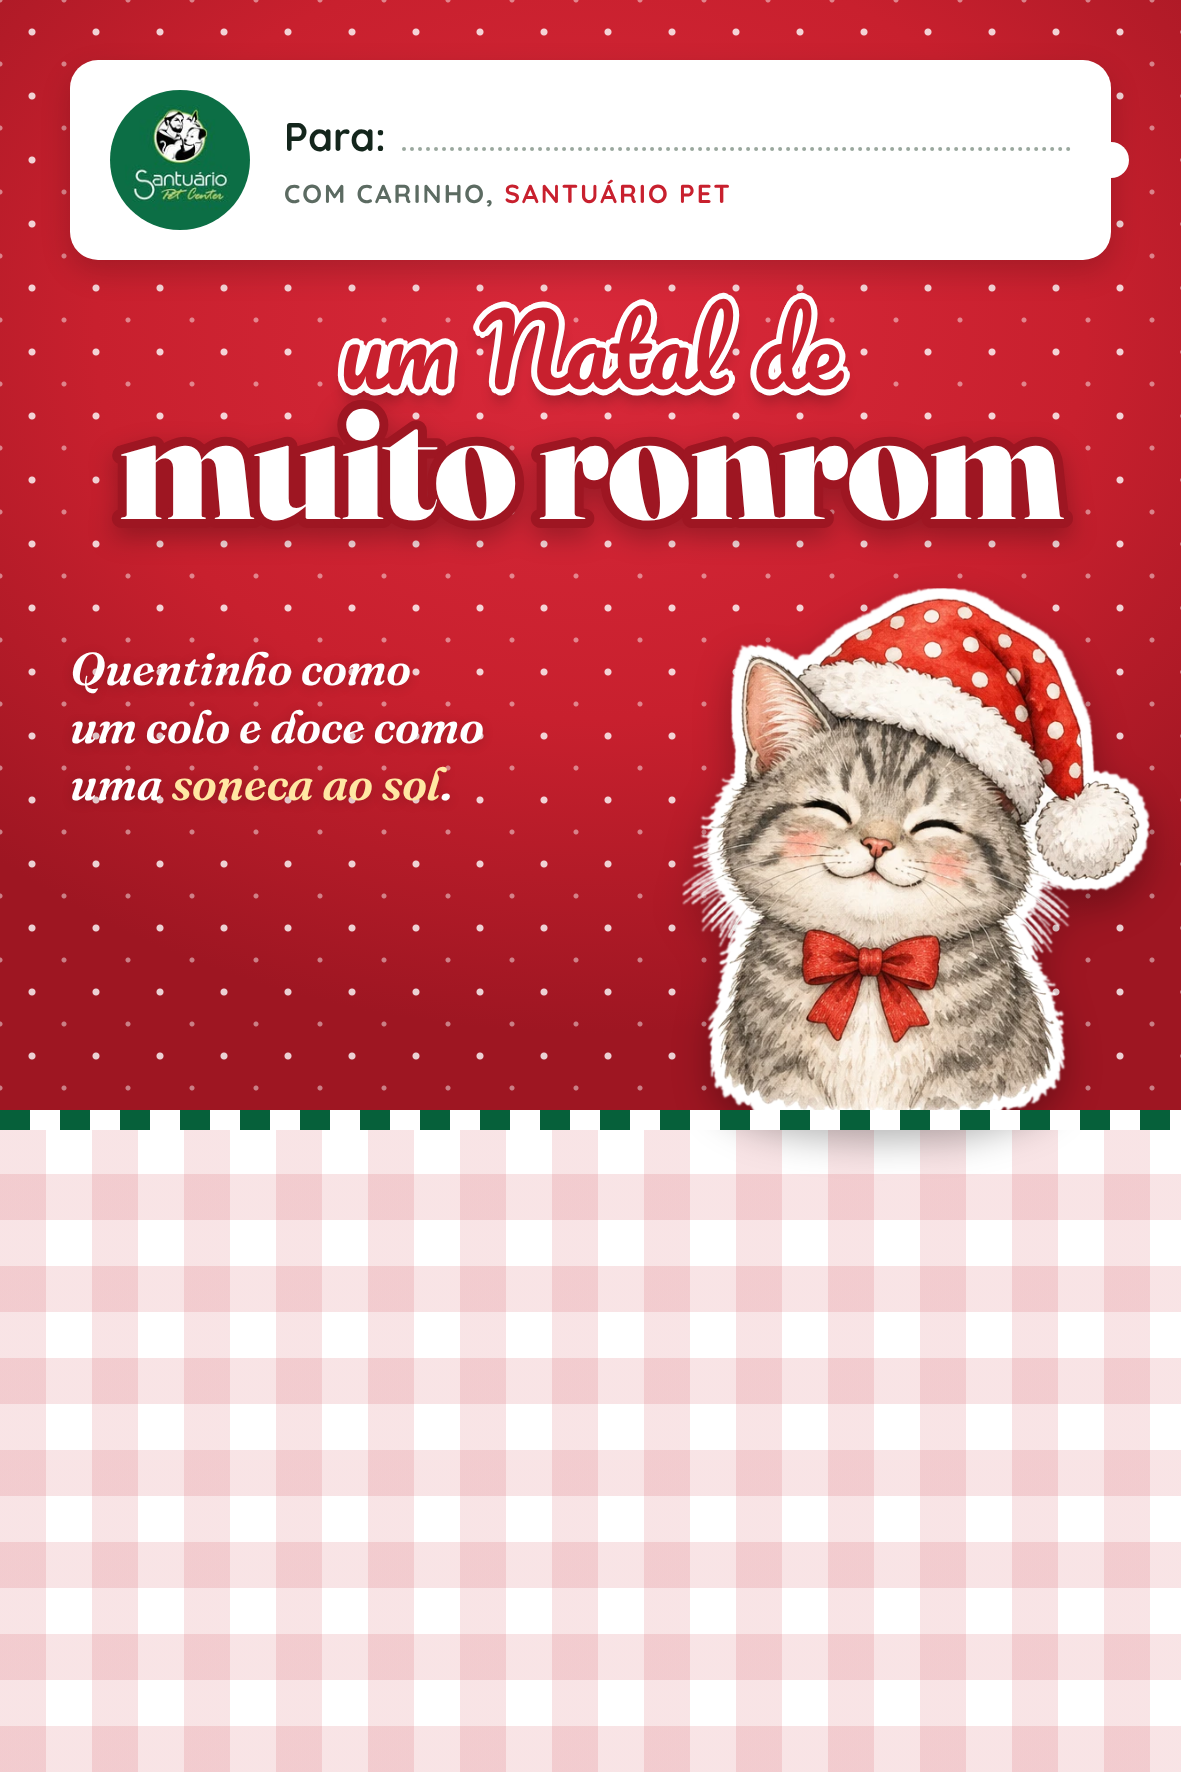 Santuário
Pet Center
Para:
COM CARINHO, SANTUÁRIO PET
um Natal de
muito ronrom
Quentinho como
um colo e doce como
uma soneca ao sol.